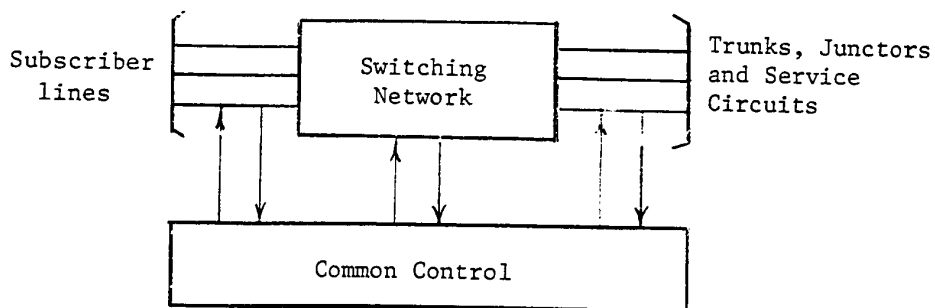 Subscriber
lines
Switching
Network
Trunks, Junctors
and Service
Circuits
Common Control